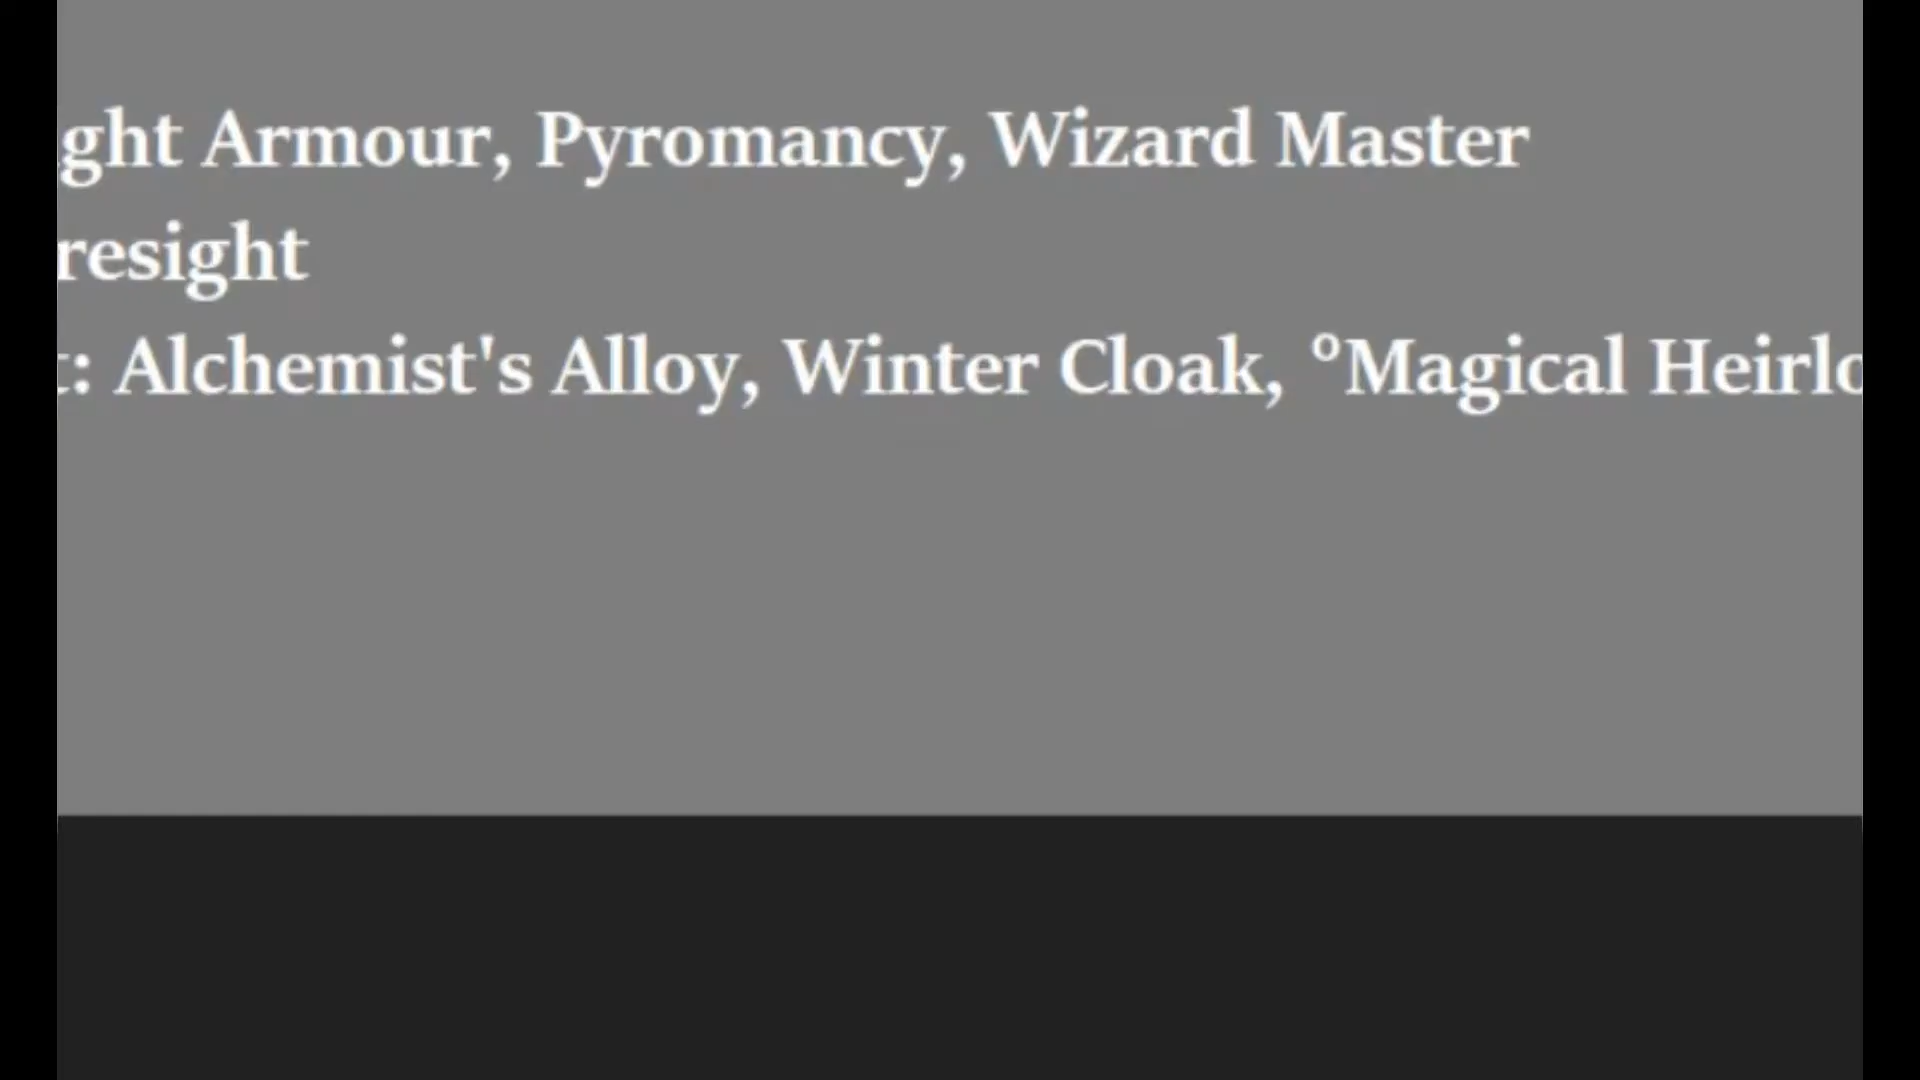 ght Armour, Pyromancy, Wizard Master
resight
t: Alchemist's Alloy, Winter Cloak, °Magical Heirlo